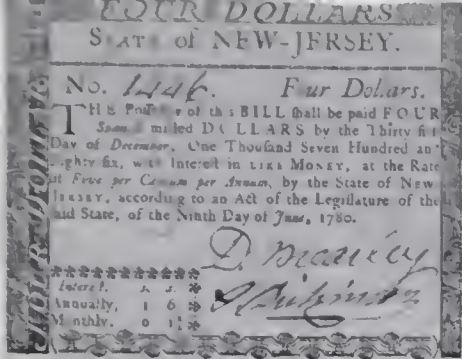 FOUR DOLLARS
STATE of NEW-JERSEY.
No. 1446. Four Dollars.
THE Possessor of this BILL shall be paid FOUR
Spanish milled DOLLARS by the Thirty first
Day of December, One Thousand Seven Hundred and
Eighty six, with Interest in LIKE MONEY, at the Rate
of Five per Centum per Annum, by the State of New
JERSEY, according to an Act of the Legislature of the
said State, of the Ninth Day of June, 1780.
D.
Interest. s. d.
Annually, 1 6
Monthly. 0 1½